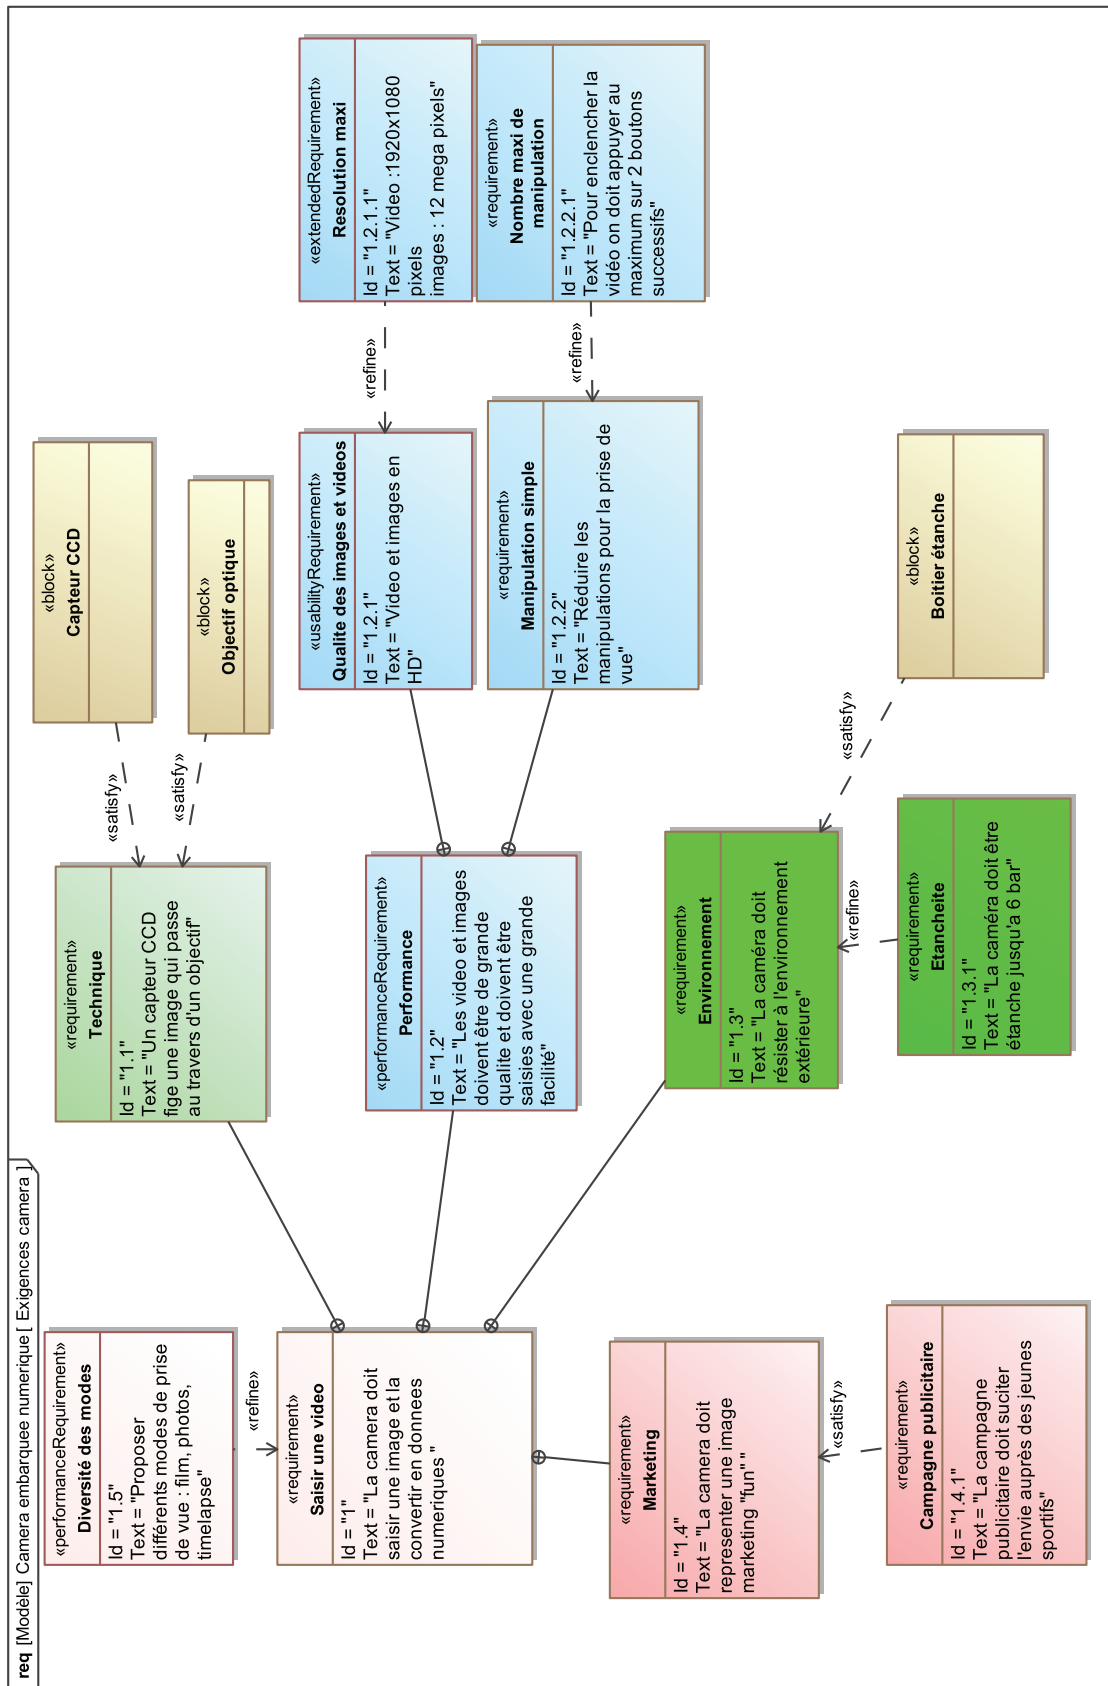 req [Modèle] Camera embarquee numerique [ Exigences camera ]
«performanceRequirement»
Diversité des modes
Id = "1.5"
Text = "Proposer
différents modes de prise
de vue : film, photos,
timelapse"
«refine»
«requirement»
Saisir une video
Id = "1"
Text = "La camera doit
saisir une image et la
convertir en donnees
numeriques "
«requirement»
Marketing
Id = "1.4"
Text = "La camera doit
representer une image
marketing "fun" "
«satisfy»
«requirement»
Campagne publicitaire
Id = "1.4.1"
Text = "La campagne
publicitaire doit suciter
l'envie auprès des jeunes
sportifs"
«requirement»
Technique
Id = "1.1"
Text = "Un capteur CCD
fige une image qui passe
au travers d'un objectif"
«performanceRequirement»
Performance
Id = "1.2"
Text = "Les video et images
doivent être de grande
qualite et doivent être
saisies avec une grande
facilité"
«requirement»
Environnement
Id = "1.3"
Text = "La caméra doit
résister à l'environnement
extérieure"
«refine»
«requirement»
Etancheite
Id = "1.3.1"
Text = "La caméra doit être
étanche jusqu'a 6 bar"
«satisfy»
«satisfy»
«satisfy»
«block»
Capteur CCD
«block»
Objectif optique
«usabilityRequirement»
Qualite des images et videos
Id = "1.2.1"
Text = "Video et images en
HD"
«requirement»
Manipulation simple
Id = "1.2.2"
Text = "Réduire les
manipulations pour la prise de
vue"
«block»
Boitier étanche
«refine»
«refine»
«extendedRequirement»
Resolution maxi
Id = "1.2.1.1"
Text = "Video :1920x1080
pixels
images : 12 mega pixels"
«requirement»
Nombre maxi de
manipulation
Id = "1.2.2.1"
Text = "Pour enclencher la
vidéo on doit appuyer au
maximum sur 2 boutons
successifs"